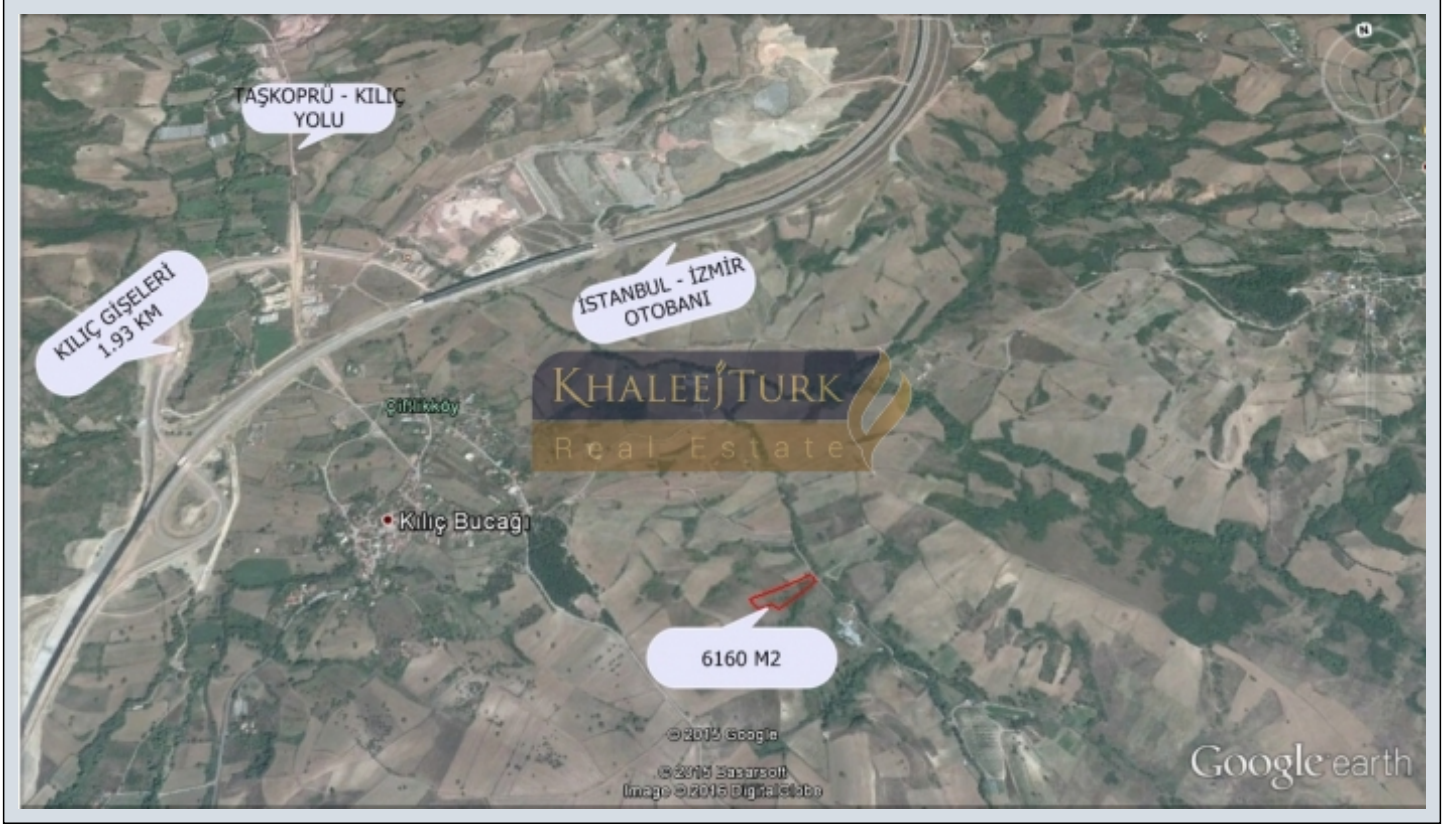 N
TAŞKOPRÜ - KILIÇ
YOLU
KILIÇ GİŞELERİ
1.93 KM
İSTANBUL - İZMİR
OTOBANI
KHALEEJTURK
Real Estate
Çiftlikköy
Kılıç Bucağı
6160 M2
© 2015 Google
© 2015 Basarsoft
Image © 2016 DigitalGlobe
Google earth